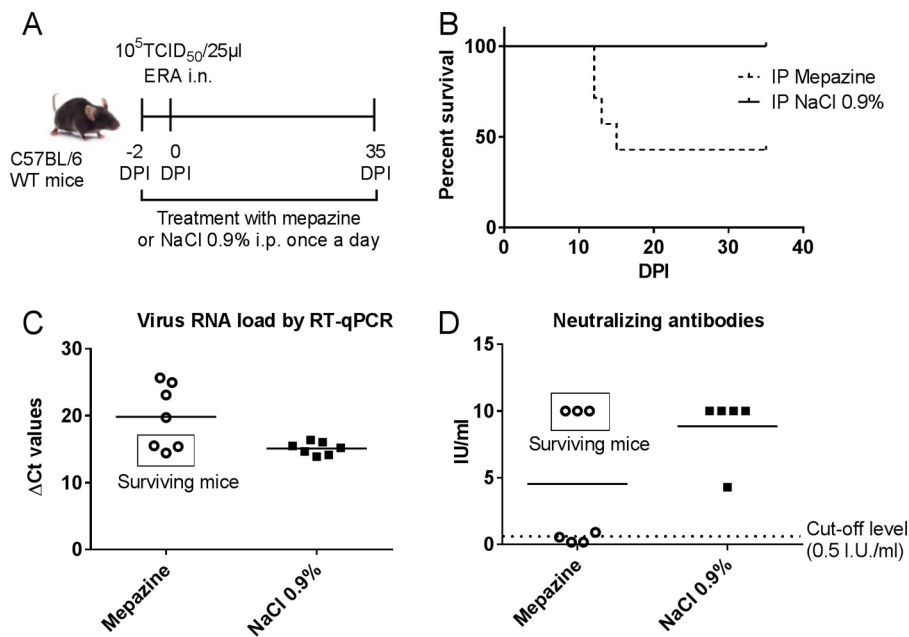 A
10⁵TCID₅₀/25µl
ERA i.n.
C57BL/6
WT mice
-2
DPI
0
DPI
35
DPI
Treatment with mepazine
or NaCl 0.9% i.p. once a day
B
Percent survival
100
50
0
0
10
20
30
40
DPI
IP Mepazine
IP NaCl 0.9%
C
Virus RNA load by RT-qPCR
ΔCt values
30
20
10
0
Surviving mice
Mepazine
NaCl 0.9%
D
Neutralizing antibodies
IU/ml
15
10
5
0
Surviving mice
Cut-off level
(0.5 I.U./ml)
Mepazine
NaCl 0.9%